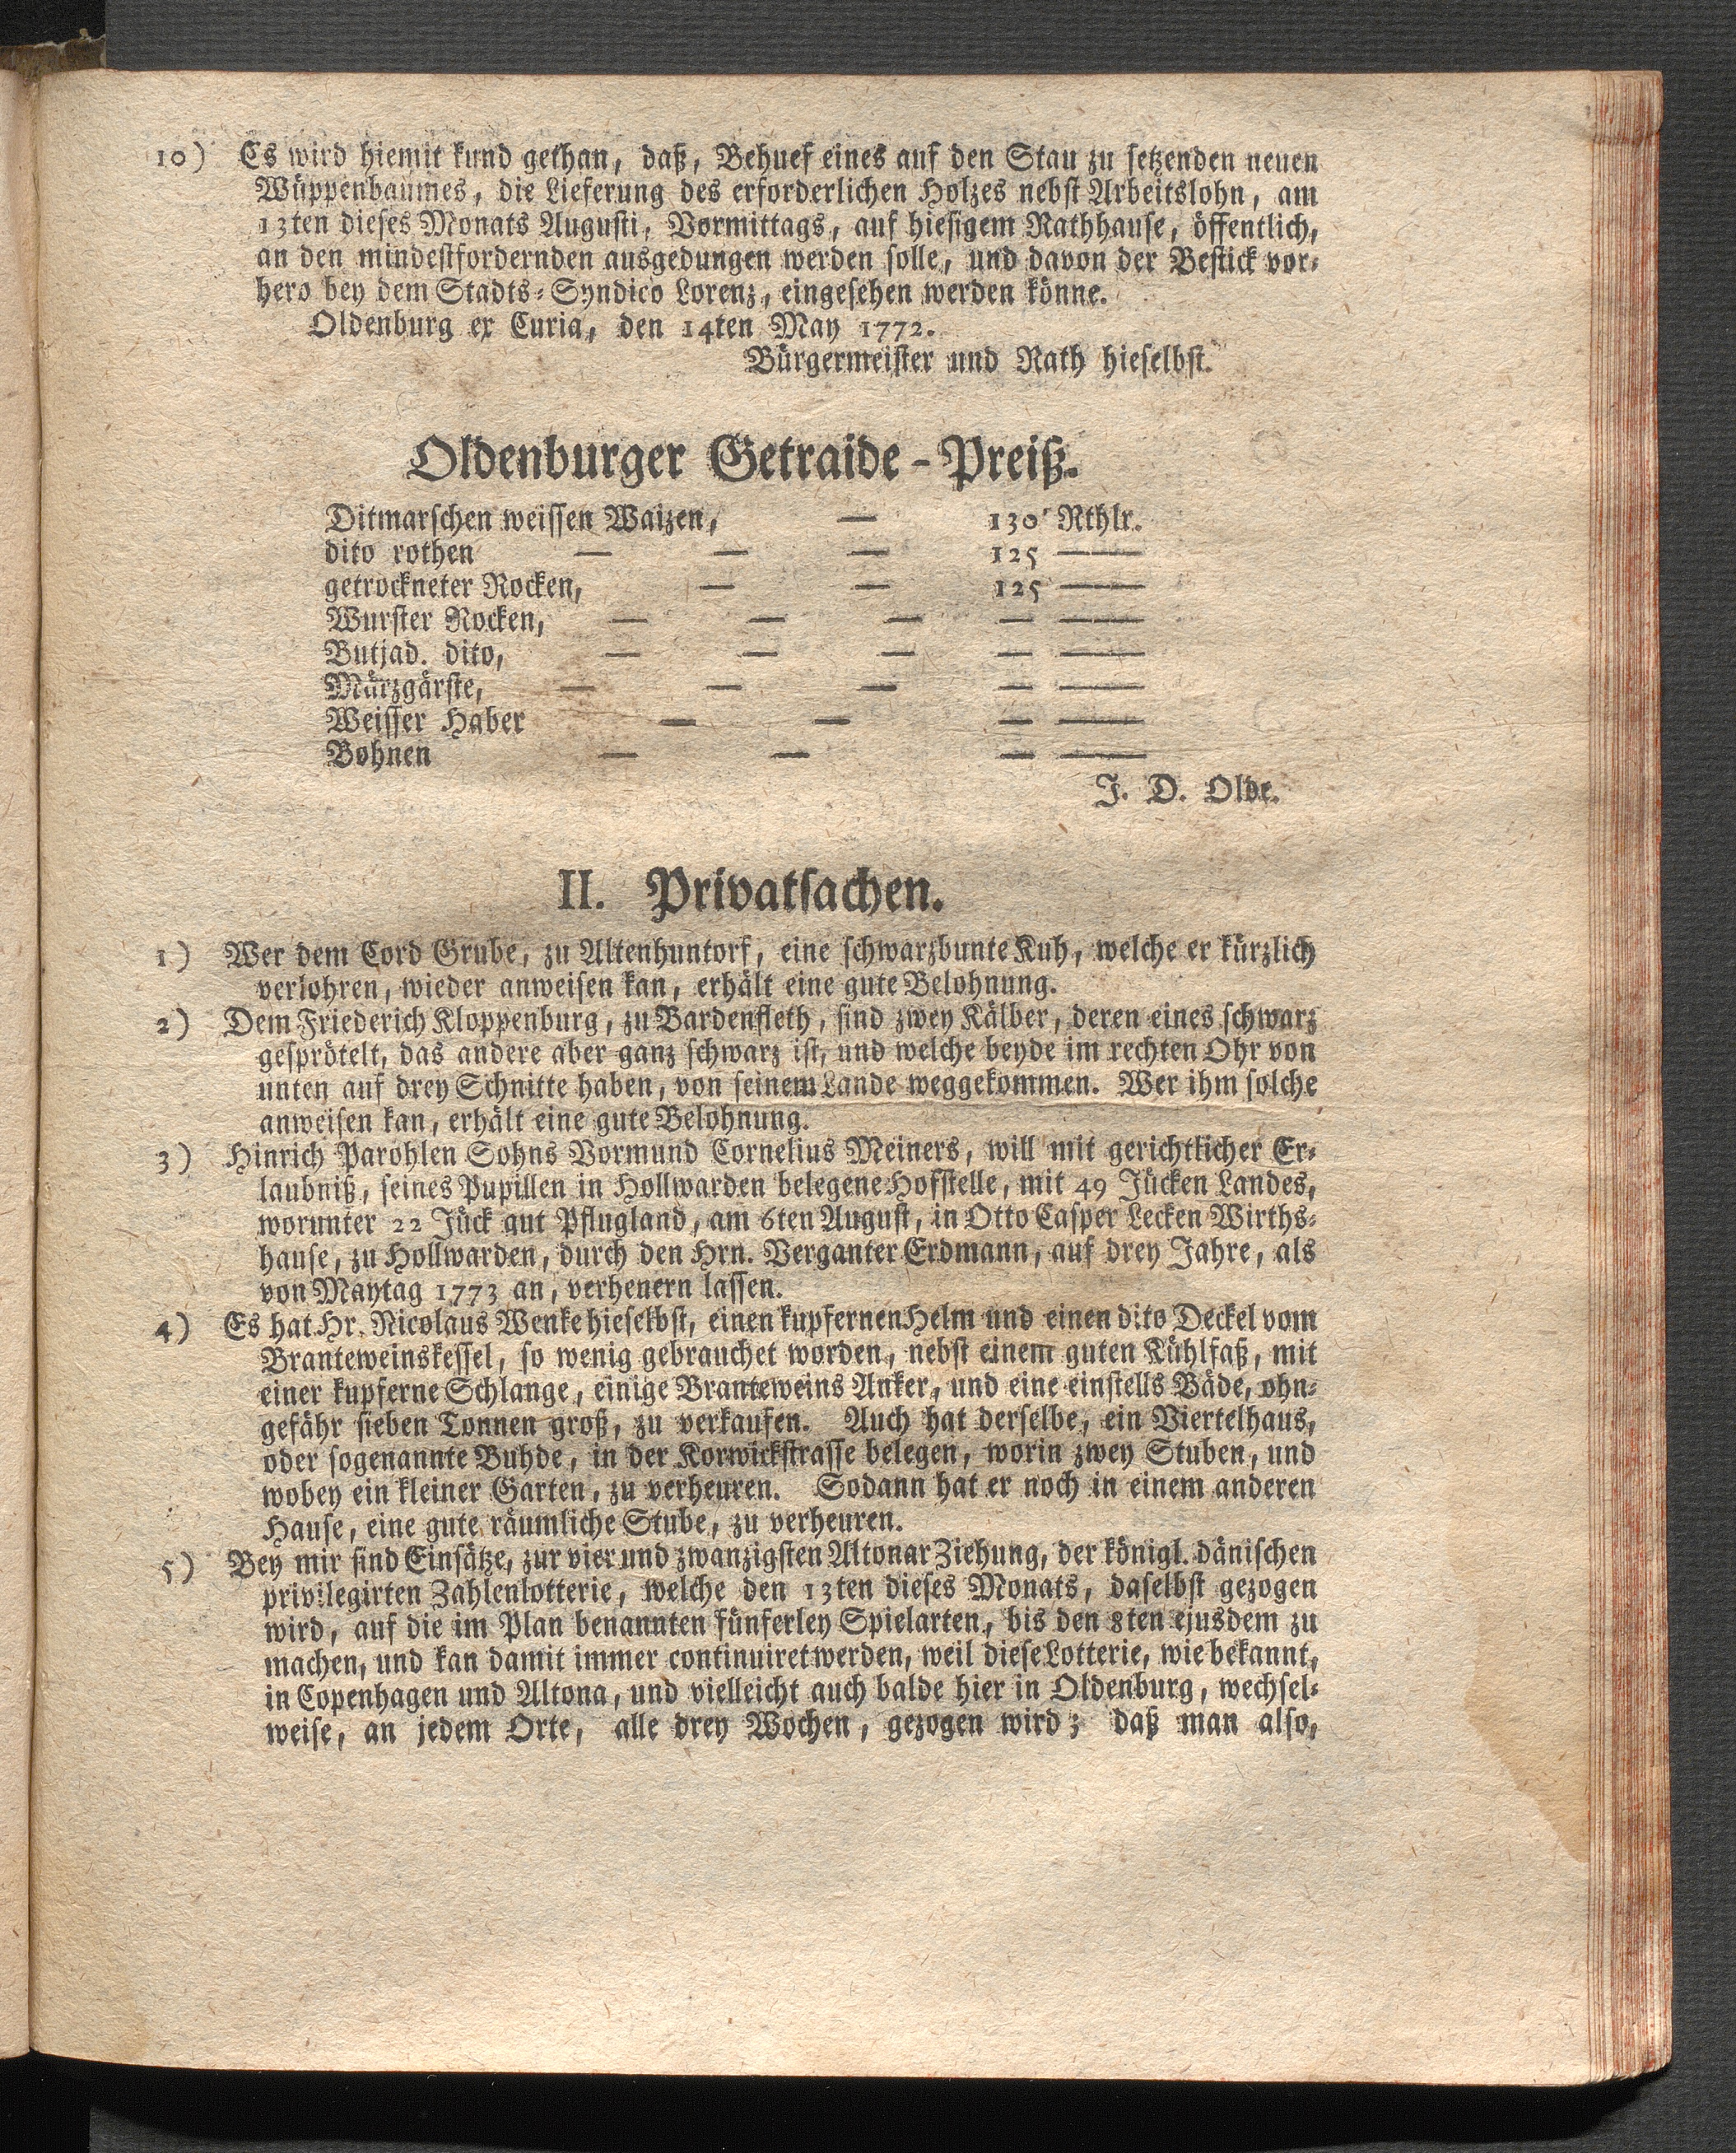 10) Es wird hiemit kund gethan, daß, Behuef eines auf den Stau zu setzenden neuen
Wüppenbaumes, die Lieferung des erforderlichen Holzes nebst Arbeitslohn, am
13ten dieses Monats Augusti, Vormittags, auf hiesigem Rathhause, öffentlich,
an den mindestfordernden ausgedungen werden solle, und davon der Bestick vor-
hero bey dem Stadts-Syndico Lorenz, eingesehen werden könne.
Oldenburg ex Curia, den 14ten May 1772.
Bürgermeister und Rath hieselbst.
Oldenburger Getraide-Preiß.
Ditmarschen weissen Waizen, — 130 Rthlr.
dito rothen — — — 125 —
getrockneter Rocken, — — 125 —
Wurster Rocken, — — — — —
Butjad. dito, — — — — —
Märzgärste, — — — — —
Weisser Haber — — — —
Bohnen — — — —
J. D. Olde.
II. Privatsachen.
1) Wer dem Cord Grube, zu Altenhuntorf, eine schwarzbunte Kuh, welche er kürzlich
verlohren, wieder anweisen kan, erhält eine gute Belohnung.
2) Dem Friederich Kloppenburg, zu Bardenfleth, sind zwey Kälber, deren eines schwarz
gesprötelt, das andere aber ganz schwarz ist, und welche beyde im rechten Ohr von
unten auf drey Schnitte haben, von seinem Lande weggekommen. Wer ihm solche
anweisen kan, erhält eine gute Belohnung.
3) Hinrich Parohlen Sohns Vormund Cornelius Meiners, will mit gerichtlicher Er-
laubniß, seines Pupillen in Hollwarden belegene Hofstelle, mit 49 Jücken Landes,
worunter 22 Jück gut Pflugland, am 6ten August, in Otto Casper Lecken Wirths-
hause, zu Hollwarden, durch den Hrn. Verganter Erdmann, auf drey Jahre, als
von Maytag 1773 an, verheuern lassen.
4) Es hat Hr. Nicolaus Wenke hieselbst, einen kupfernen Helm und einen dito Deckel vom
Branteweinskessel, so wenig gebrauchet worden, nebst einem guten Kühlfaß, mit
einer kupferne Schlange, einige Branteweins Anker, und eine einstells Bäde, ohn-
gefähr sieben Tonnen groß, zu verkaufen. Auch hat derselbe, ein Viertelhaus,
oder sogenannte Buhde, in der Korwickstrasse belegen, worin zwey Stuben, und
wobey ein kleiner Garten, zu verheuren. Sodann hat er noch in einem anderen
Hause, eine gute räumliche Stube, zu verheuren.
5) Bey mir sind Einsätze, zur vier und zwanzigsten Altonar Ziehung, der königl. dänischen
privilegirten Zahlenlotterie, welche den 13ten dieses Monats, daselbst gezogen
wird, auf die im Plan benannten fünferley Spielarten, bis den 8ten ejusdem zu
machen, und kan damit immer continuiret werden, weil diese Lotterie, wie bekannt,
in Copenhagen und Altona, und vielleicht auch balde hier in Oldenburg, wechsel-
weise, an jedem Orte, alle drey Wochen, gezogen wird; daß man also,